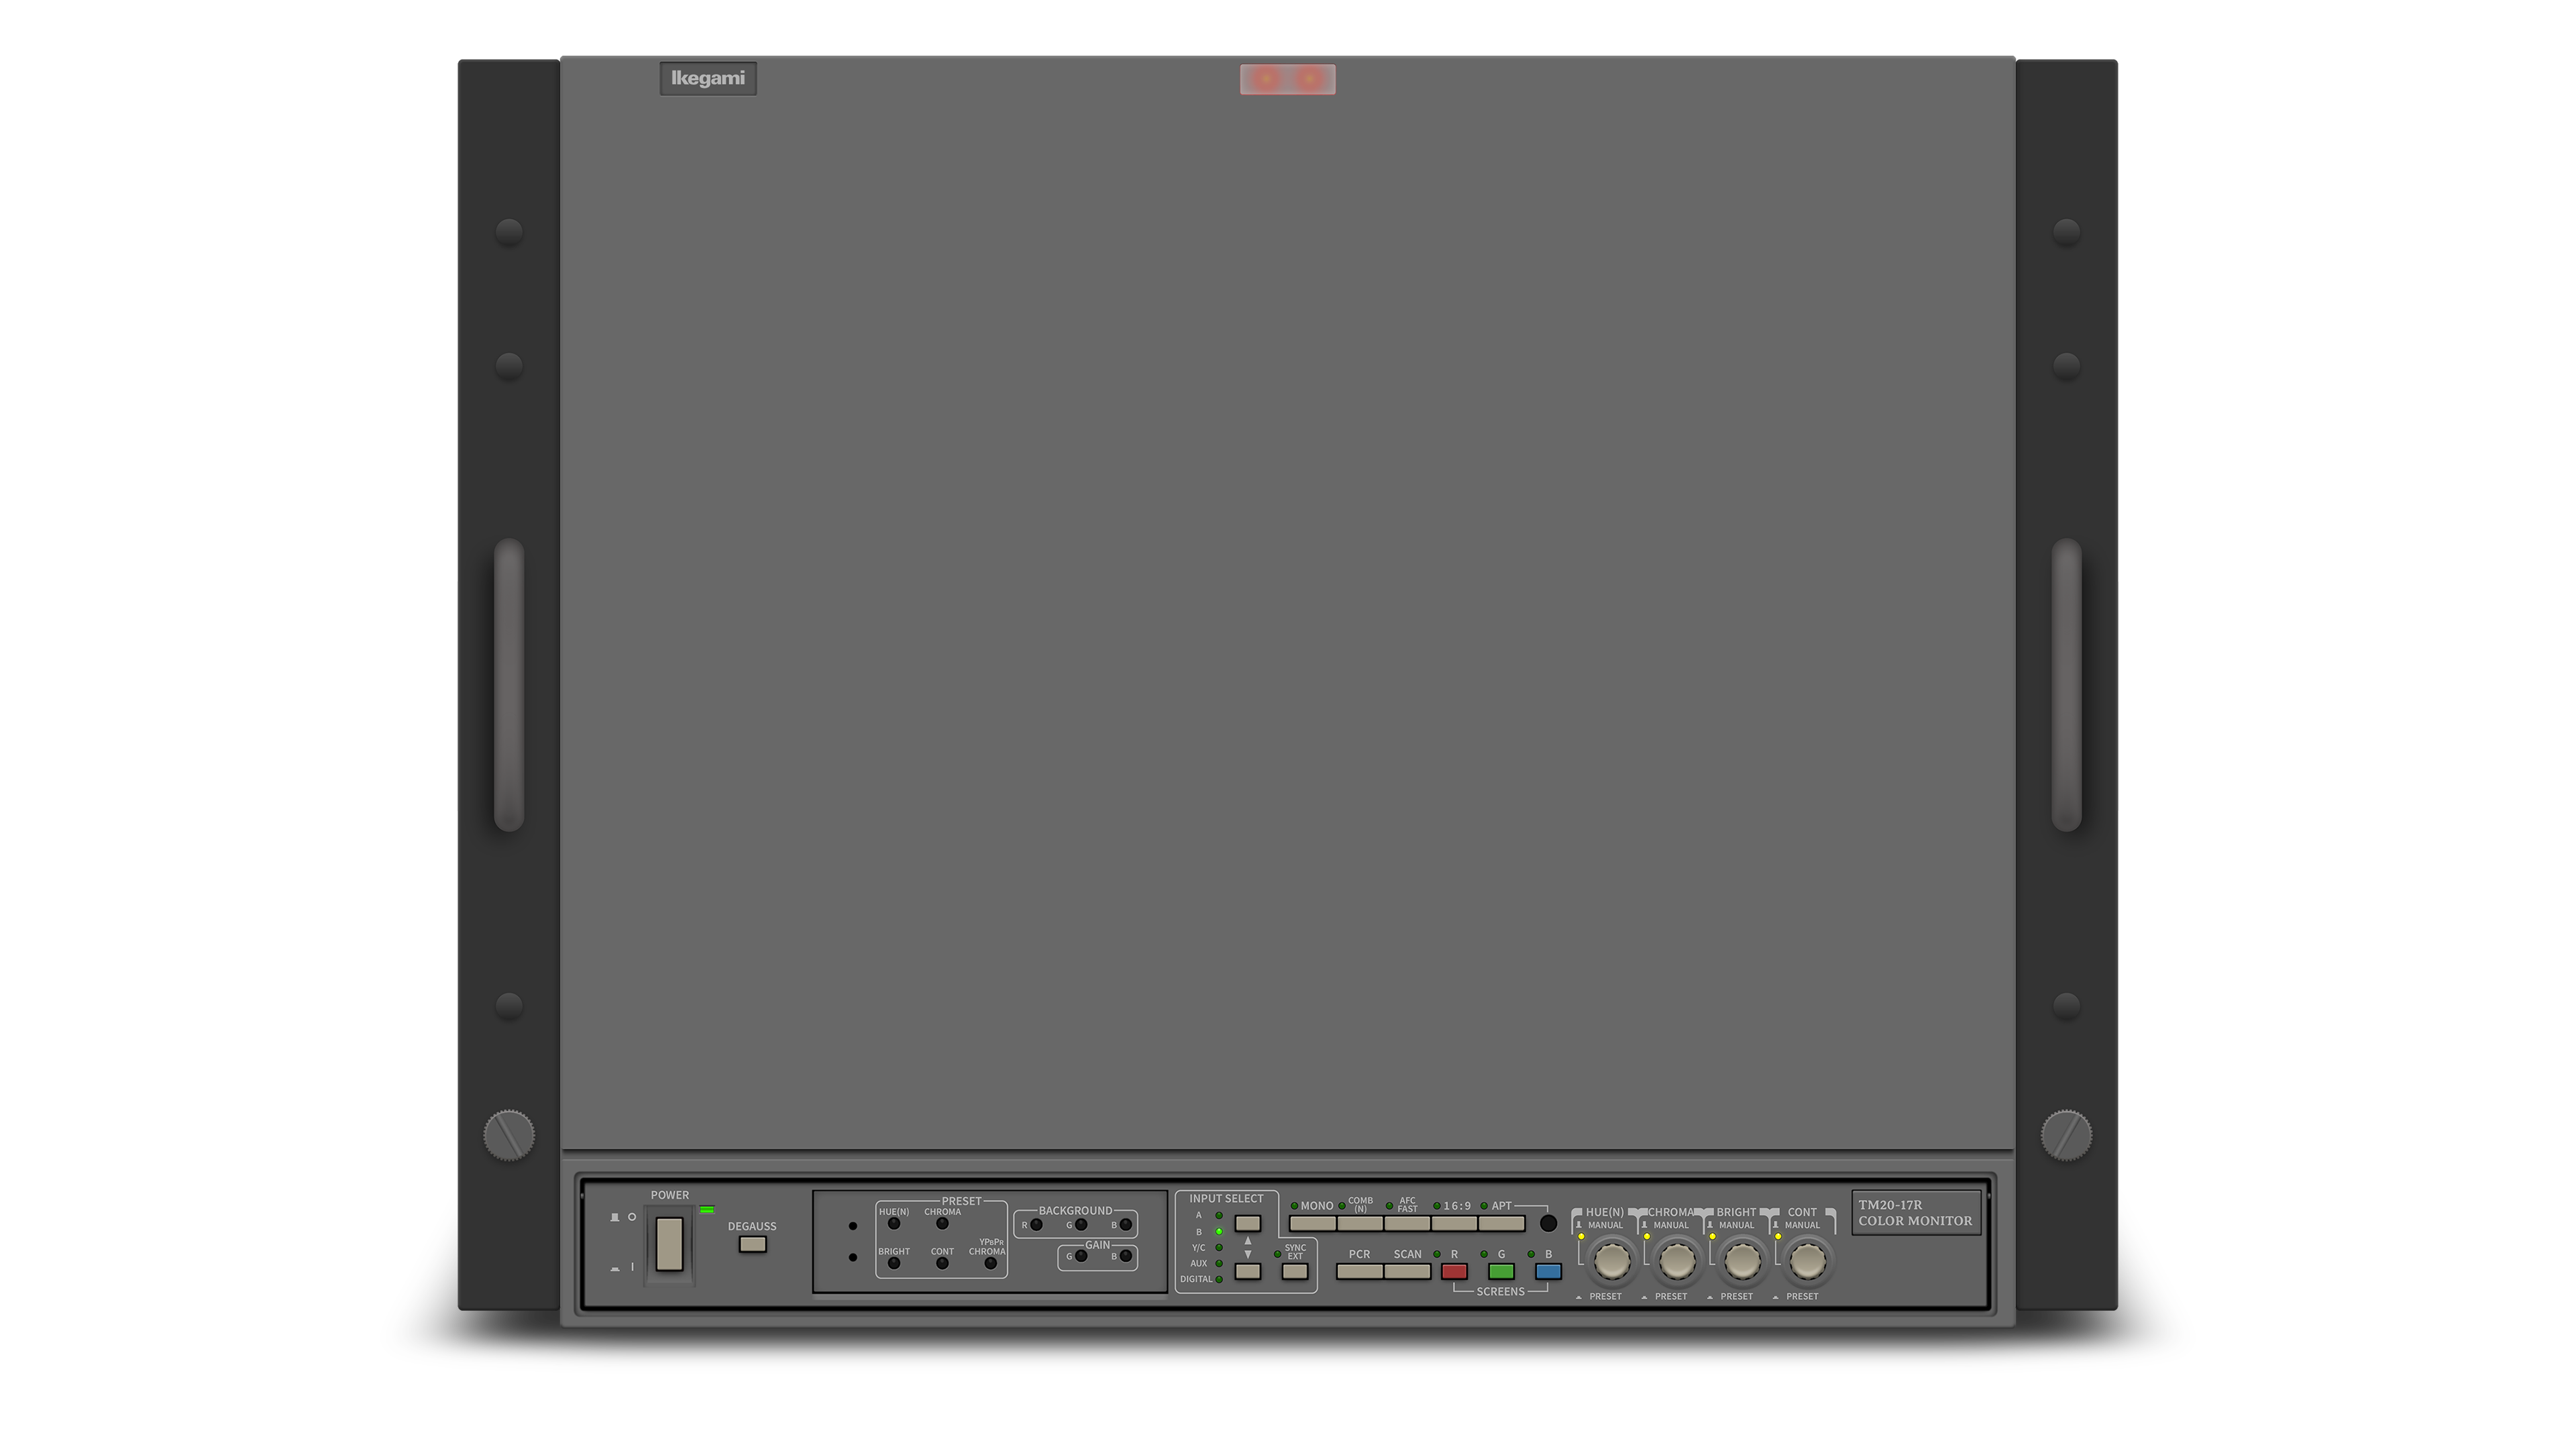 Ikegami
POWER
DEGAUSS
PRESET
HUE(N) CHROMA
BRIGHT CONT YPBPR CHROMA
BACKGROUND
R G B
GAIN
G B
INPUT SELECT
A
B
Y/C
AUX
DIGITAL
SYNC
EXT
MONO COMB (N) AFC FAST 16:9 APT
PCR SCAN R G B
SCREENS
HUE(N) CHROMA BRIGHT CONT
MANUAL MANUAL MANUAL MANUAL
PRESET PRESET PRESET PRESET
TM20-17R
COLOR MONITOR